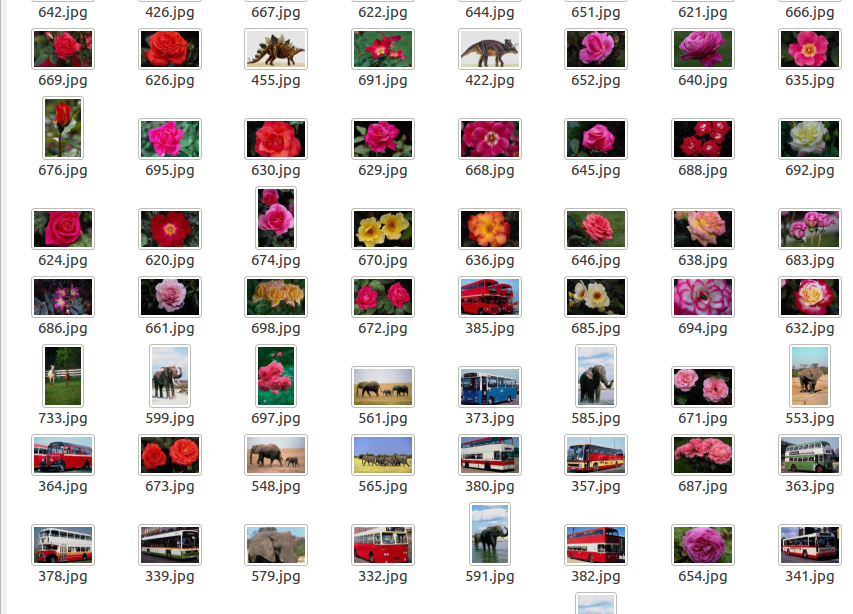 642.jpg 426.jpg 667.jpg 622.jpg 644.jpg 651.jpg 621.jpg 666.jpg
669.jpg 626.jpg 455.jpg 691.jpg 422.jpg 652.jpg 640.jpg 635.jpg
676.jpg 695.jpg 630.jpg 629.jpg 668.jpg 645.jpg 688.jpg 692.jpg
624.jpg 620.jpg 674.jpg 670.jpg 636.jpg 646.jpg 638.jpg 683.jpg
686.jpg 661.jpg 698.jpg 672.jpg 385.jpg 685.jpg 694.jpg 632.jpg
733.jpg 599.jpg 697.jpg 561.jpg 373.jpg 585.jpg 671.jpg 553.jpg
364.jpg 673.jpg 548.jpg 565.jpg 380.jpg 357.jpg 687.jpg 363.jpg
378.jpg 339.jpg 579.jpg 332.jpg 591.jpg 382.jpg 654.jpg 341.jpg